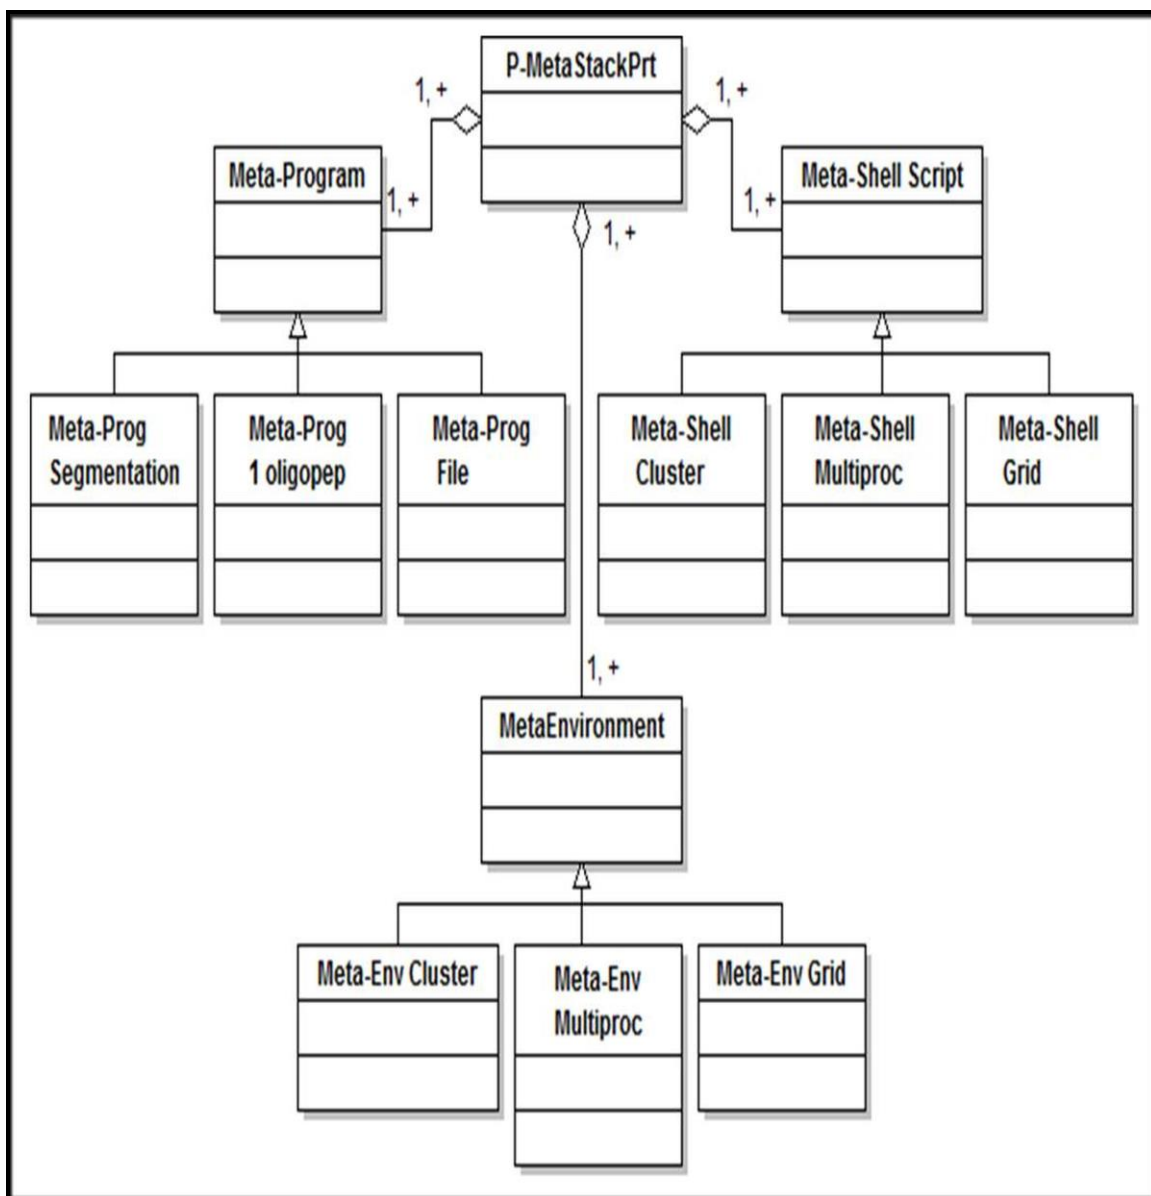 P-MetaStackPrt
1, +
1, +
Meta-Program
1, +
1, +
Meta-Shell Script
1, +
Meta-Prog
Segmentation
Meta-Prog
1 oligopep
Meta-Prog
File
Meta-Shell
Cluster
Meta-Shell
Multiproc
Meta-Shell
Grid
1, +
MetaEnvironment
Meta-Env Cluster
Meta-Env
Multiproc
Meta-Env Grid